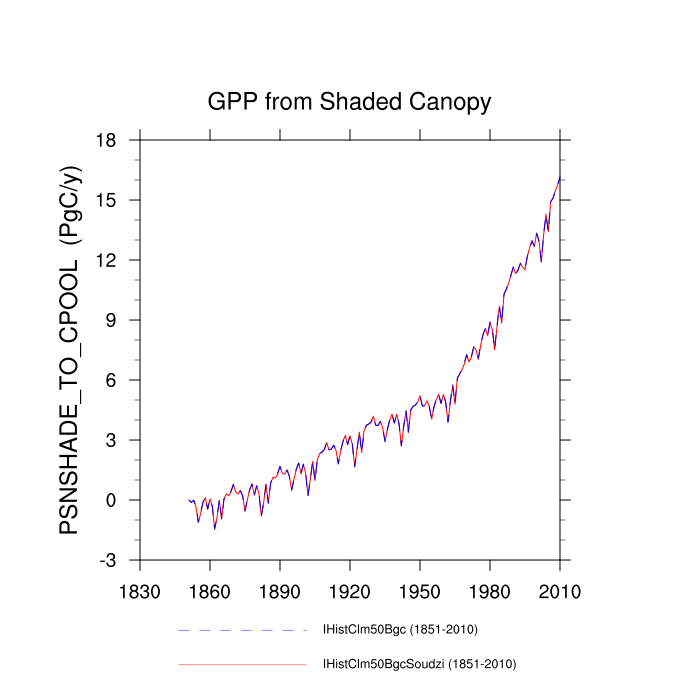 GPP from Shaded Canopy
PSNSHADE_TO_CPOOL (PgC/y)
18
15
12
9
6
3
0
-3
1830 1860 1890 1920 1950 1980 2010
IHistClm50Bgc (1851-2010)
IHistClm50BgcSoudzi (1851-2010)